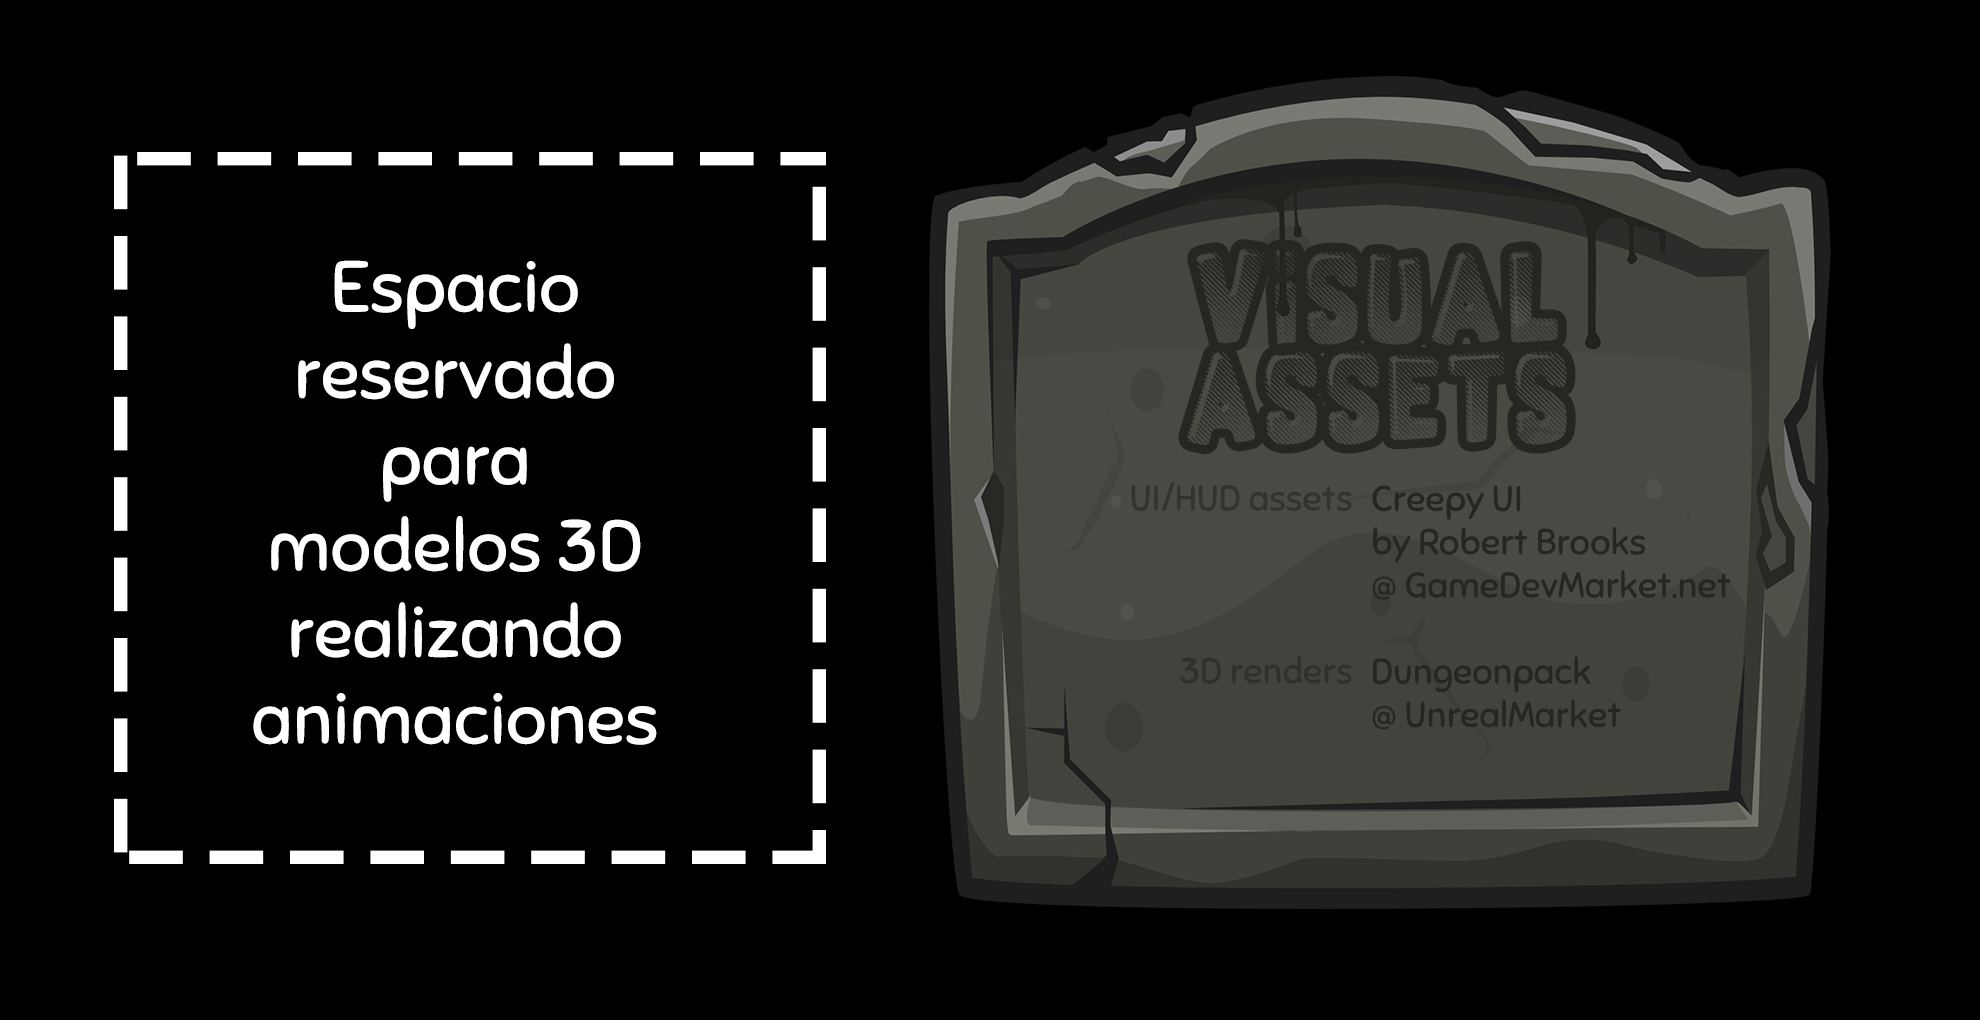 Espacio
reservado
para
modelos 3D
realizando
animaciones
VISUAL
ASSETS
UI/HUD assets Creepy UI
by Robert Brooks
@ GameDevMarket.net
3D renders Dungeonpack
@ UnrealMarket